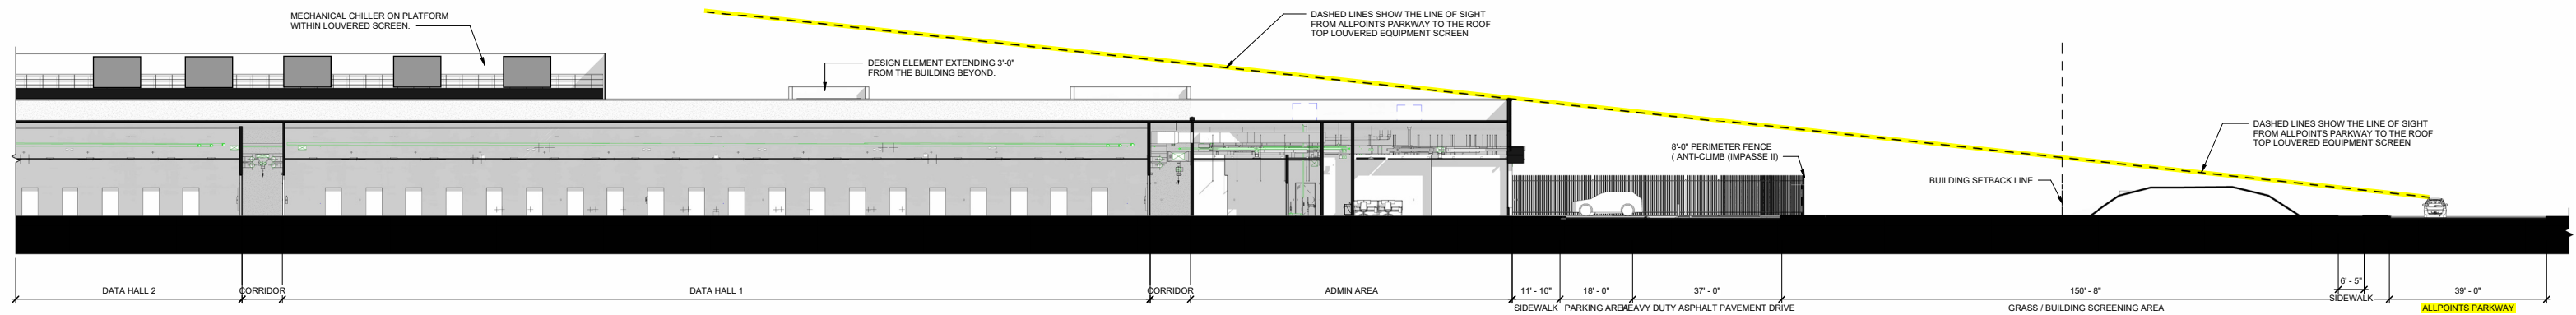 MECHANICAL CHILLER ON PLATFORM
WITHIN LOUVERED SCREEN.
DESIGN ELEMENT EXTENDING 3'-0"
FROM THE BUILDING BEYOND.
DASHED LINES SHOW THE LINE OF SIGHT
FROM ALLPOINTS PARKWAY TO THE ROOF
TOP LOUVERED EQUIPMENT SCREEN
8'-0" PERIMETER FENCE
( ANTI-CLIMB (IMPASSE II)
BUILDING SETBACK LINE
DASHED LINES SHOW THE LINE OF SIGHT
FROM ALLPOINTS PARKWAY TO THE ROOF
TOP LOUVERED EQUIPMENT SCREEN
DATA HALL 2
CORRIDOR
DATA HALL 1
CORRIDOR
ADMIN AREA
11' - 10"
SIDEWALK
18' - 0"
PARKING AREA
37' - 0"
HEAVY DUTY ASPHALT PAVEMENT DRIVE
150' - 8"
GRASS / BUILDING SCREENING AREA
6' - 5"
SIDEWALK
39' - 0"
ALLPOINTS PARKWAY